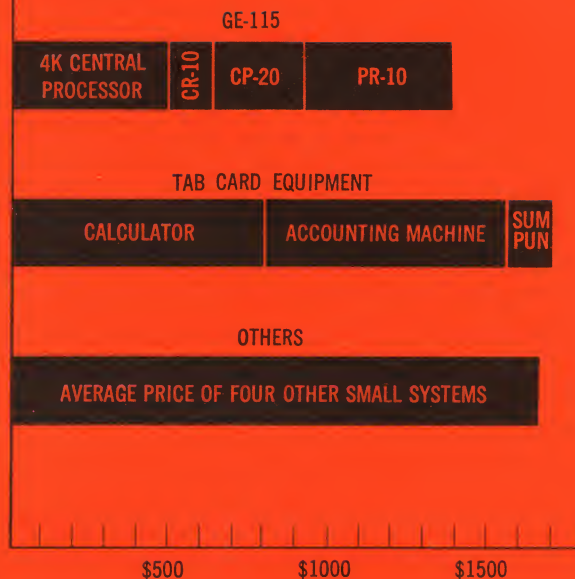 GE-115
4K CENTRAL
PROCESSOR
CR-10
CP-20
PR-10
TAB CARD EQUIPMENT
CALCULATOR
ACCOUNTING MACHINE
SUM
PUN
OTHERS
AVERAGE PRICE OF FOUR OTHER SMALL SYSTEMS
$500 $1000 $1500